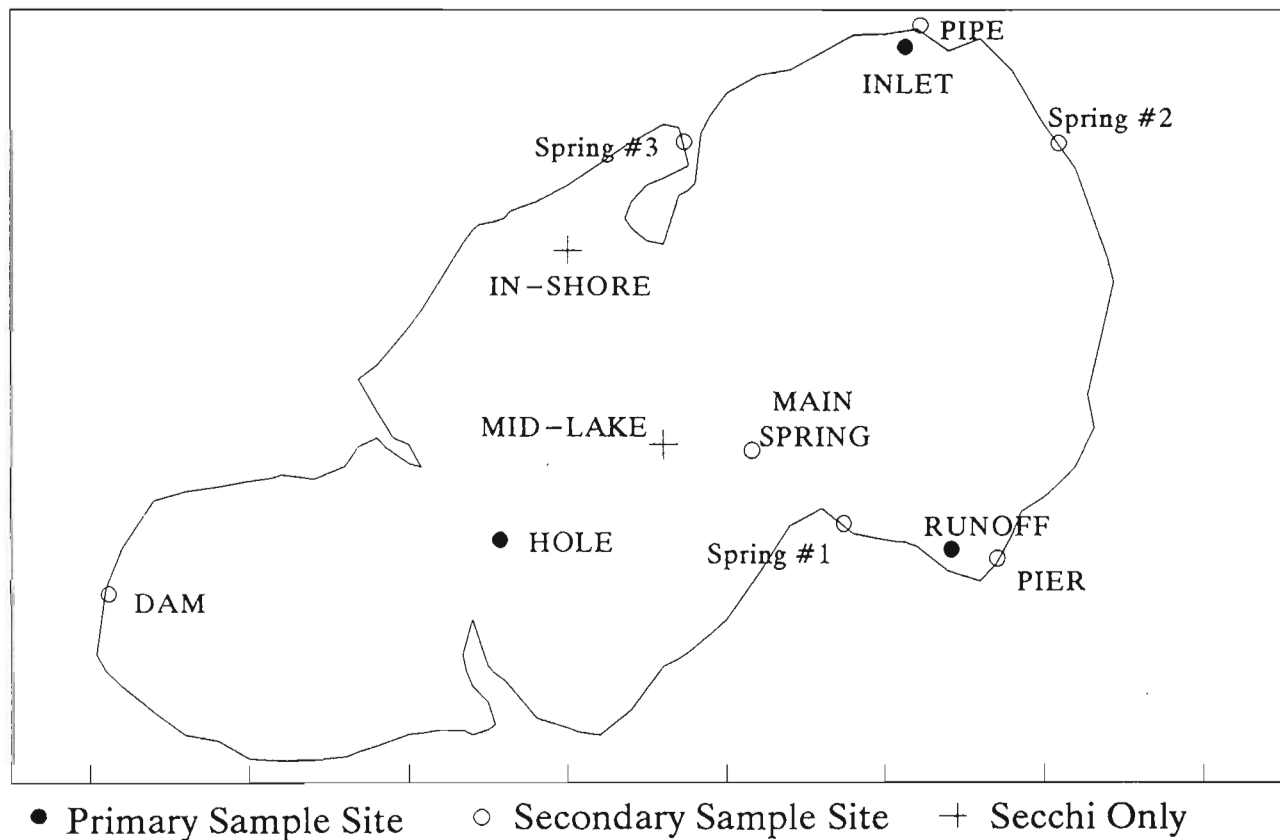 PIPE
INLET
Spring #2
Spring #3
IN-SHORE
MAIN
SPRING
MID-LAKE
RUNOFF
HOLE
Spring #1
PIER
DAM
Primary Sample Site
Secondary Sample Site
Secchi Only